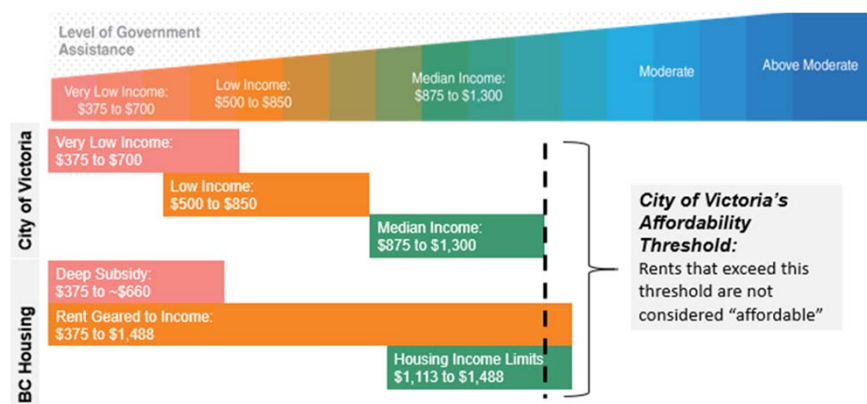 Level of Government
Assistance
Very Low Income:
$375 to $700
Low Income:
$500 to $850
Median Income:
$875 to $1,300
Moderate
Above Moderate
City of Victoria
Very Low Income:
$375 to $700
Low Income:
$500 to $850
Median Income:
$875 to $1,300
BC Housing
Deep Subsidy:
$375 to ~$660
Rent Geared to Income:
$375 to $1,488
Housing Income Limits
$1,113 to $1,488
City of Victoria's
Affordability
Threshold:
Rents that exceed this
threshold are not
considered “affordable”